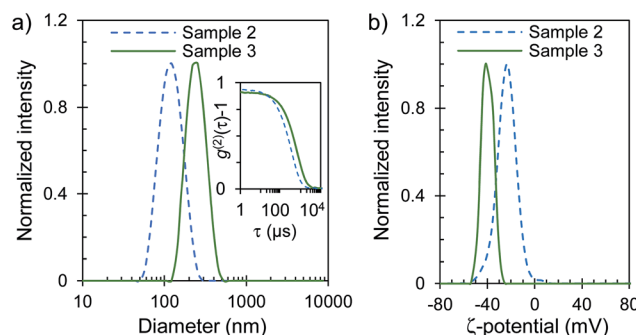 a)
Sample 2
Sample 3
Normalized intensity
1.2
0.8
0.4
0
10 100 1000 10000
Diameter (nm)
g(2)(τ)-1
1
0
1 100 10⁴
τ (μs)
b)
Sample 2
Sample 3
Normalized intensity
1.2
0.8
0.4
0
-80 -40 0 40 80
ζ-potential (mV)